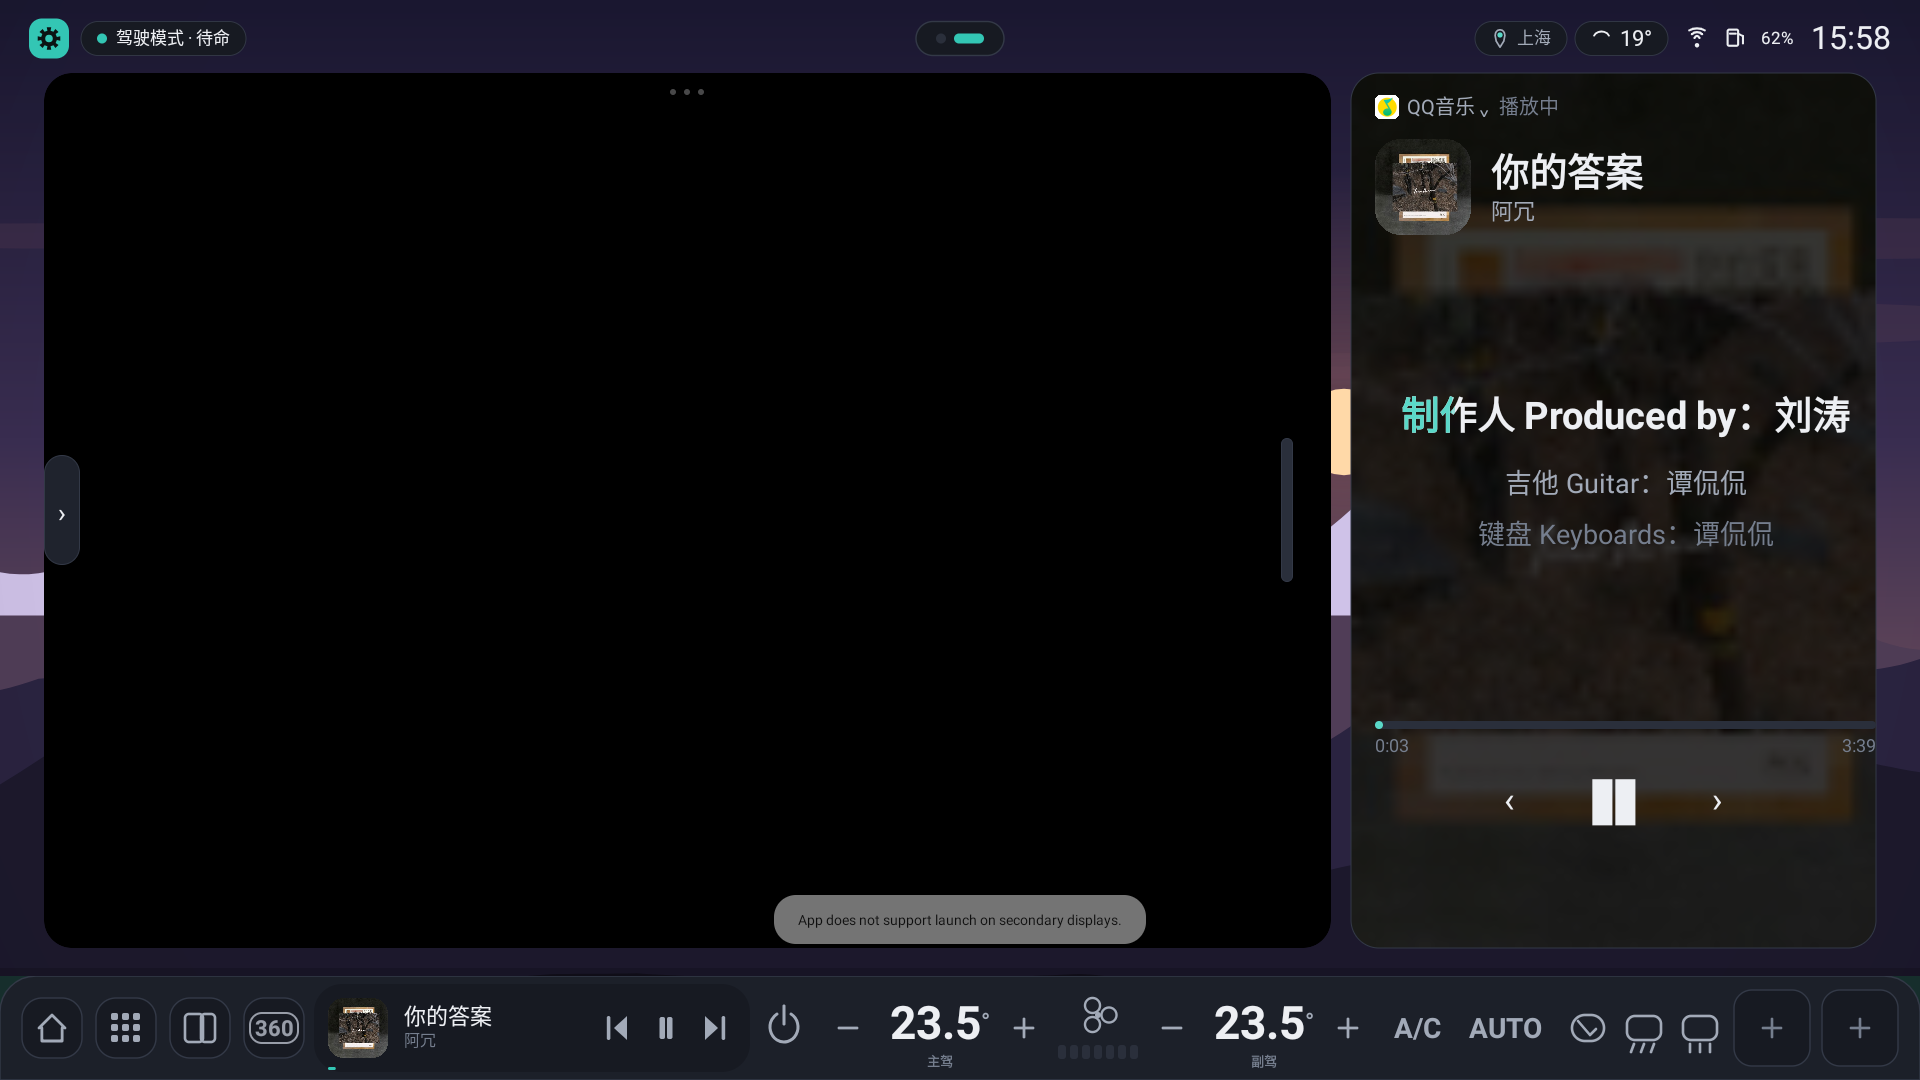 驾驶模式 · 待命
上海
19°
62%
15:58
QQ音乐 播放中
你的答案
阿冗
制作人 Produced by：刘涛
吉他 Guitar：谭侃侃
键盘 Keyboards：谭侃侃
0:03
3:39
App does not support launch on secondary displays.
360
你的答案
阿冗
23.5°
主驾
23.5°
副驾
A/C
AUTO